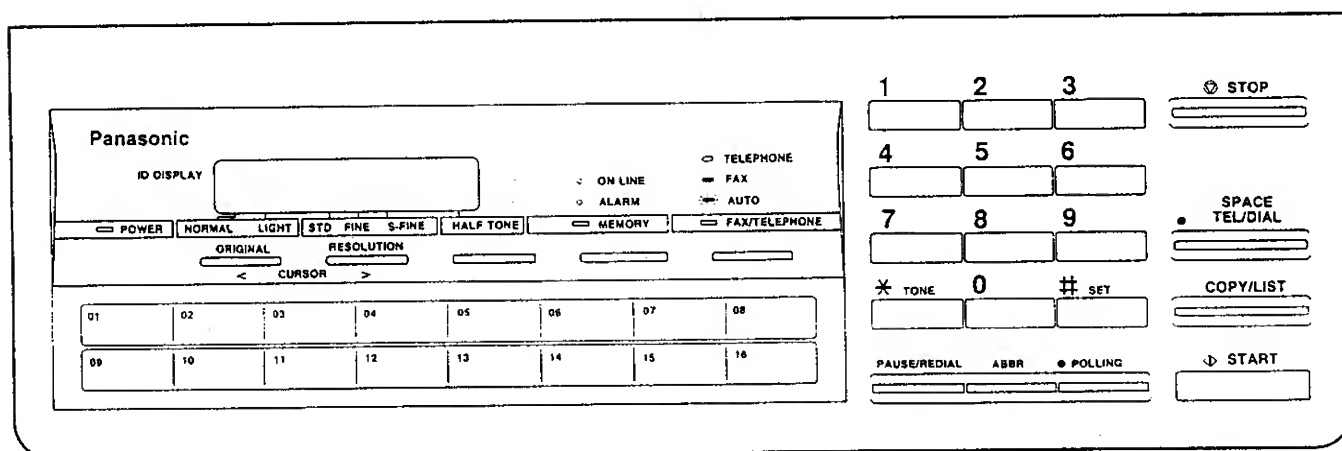 Panasonic
ID DISPLAY
ON LINE
ALARM
TELEPHONE
FAX
AUTO
POWER NORMAL LIGHT STD FINE S-FINE HALF TONE MEMORY FAX/TELEPHONE
ORIGINAL RESOLUTION
< CURSOR >
01 02 03 04 05 06 07 08
09 10 11 12 13 14 15 16
1 2 3
4 5 6
7 8 9
* TONE 0 # SET
PAUSE/REDIAL ABBR POLLING
STOP
SPACE
TEL/DIAL
COPY/LIST
START